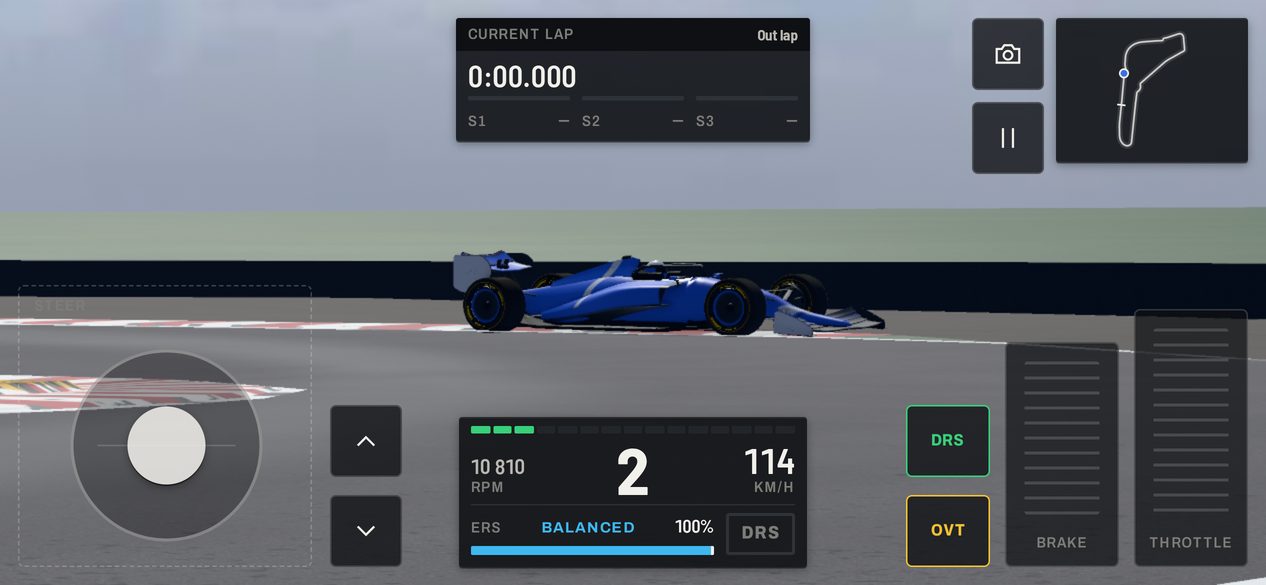 CURRENT LAP
Out lap
0:00.000
S1 — S2 — S3 —
STEER
10 810
RPM
2
114
KM/H
ERS BALANCED 100% DRS
DRS
OVT
BRAKE
THROTTLE